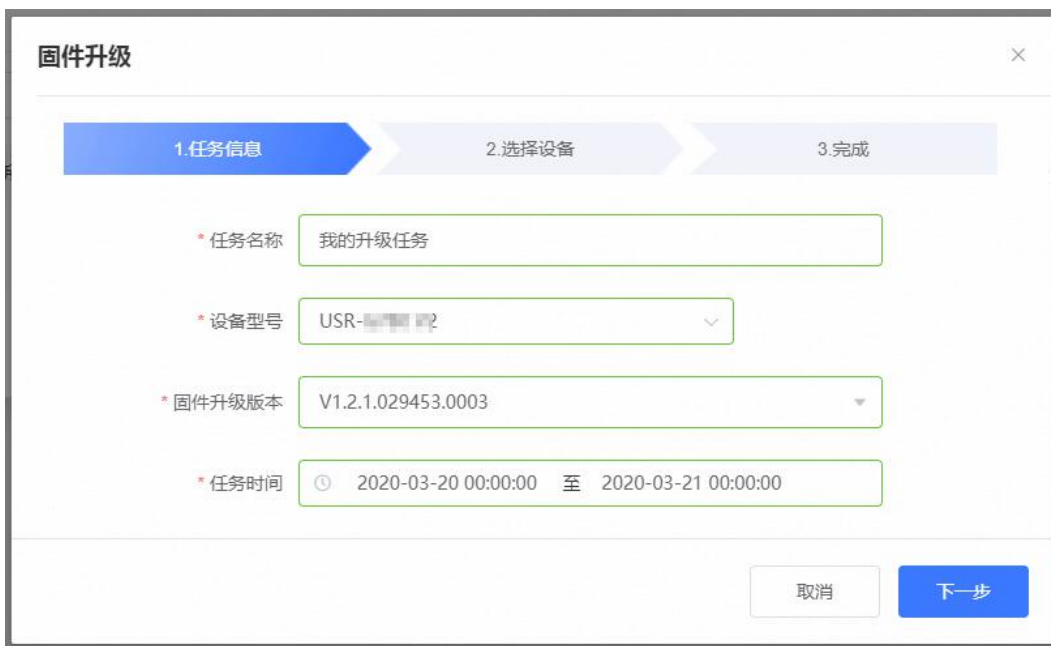 固件升级
1.任务信息 2.选择设备 3.完成
* 任务名称 我的升级任务
* 设备型号 USR-
* 固件升级版本 V1.2.1.029453.0003
* 任务时间 2020-03-20 00:00:00 至 2020-03-21 00:00:00
取消 下一步